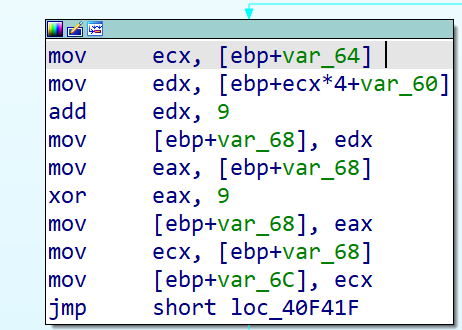 mov ecx, [ebp+var_64]
mov edx, [ebp+ecx*4+var_60]
add edx, 9
mov [ebp+var_68], edx
mov eax, [ebp+var_68]
xor eax, 9
mov [ebp+var_68], eax
mov ecx, [ebp+var_68]
mov [ebp+var_6C], ecx
jmp short loc_40F41F